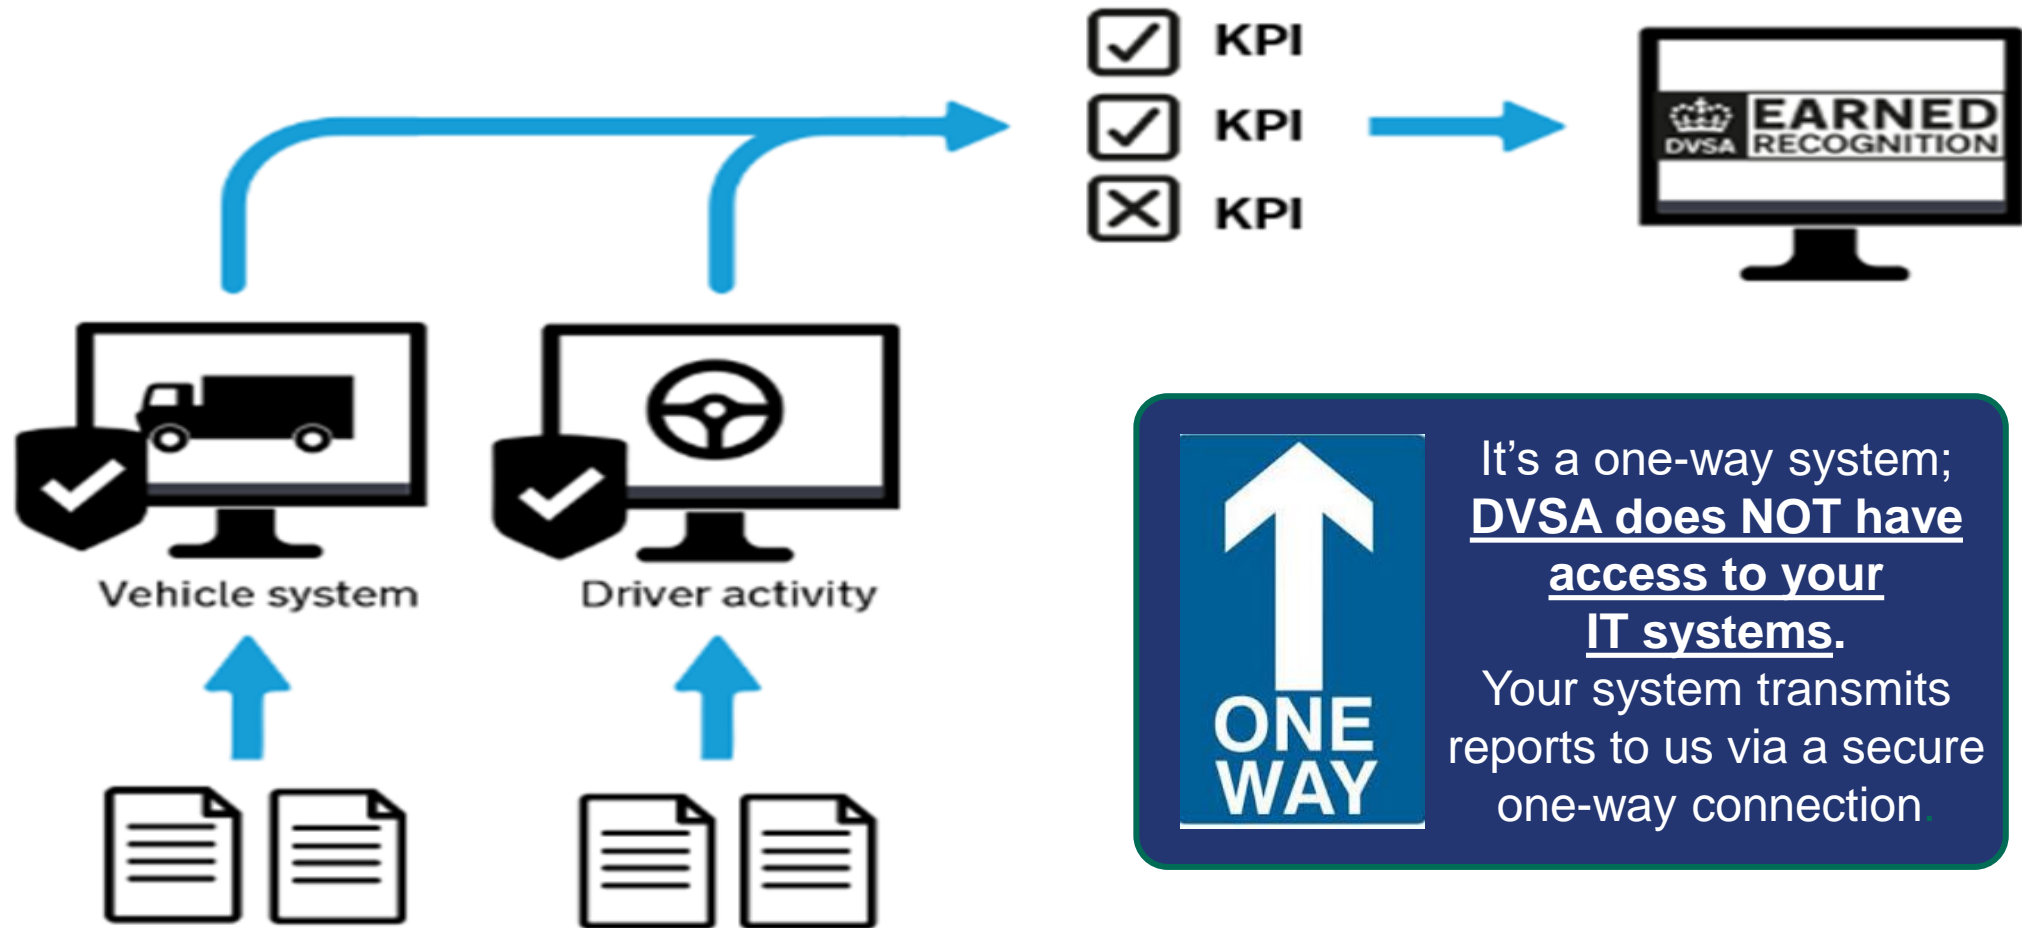 KPI
KPI
KPI
DVSA
EARNED
RECOGNITION
Vehicle system
Driver activity
ONE
WAY
It’s a one-way system;
DVSA does NOT have
access to your
IT systems.
Your system transmits
reports to us via a secure
one-way connection.